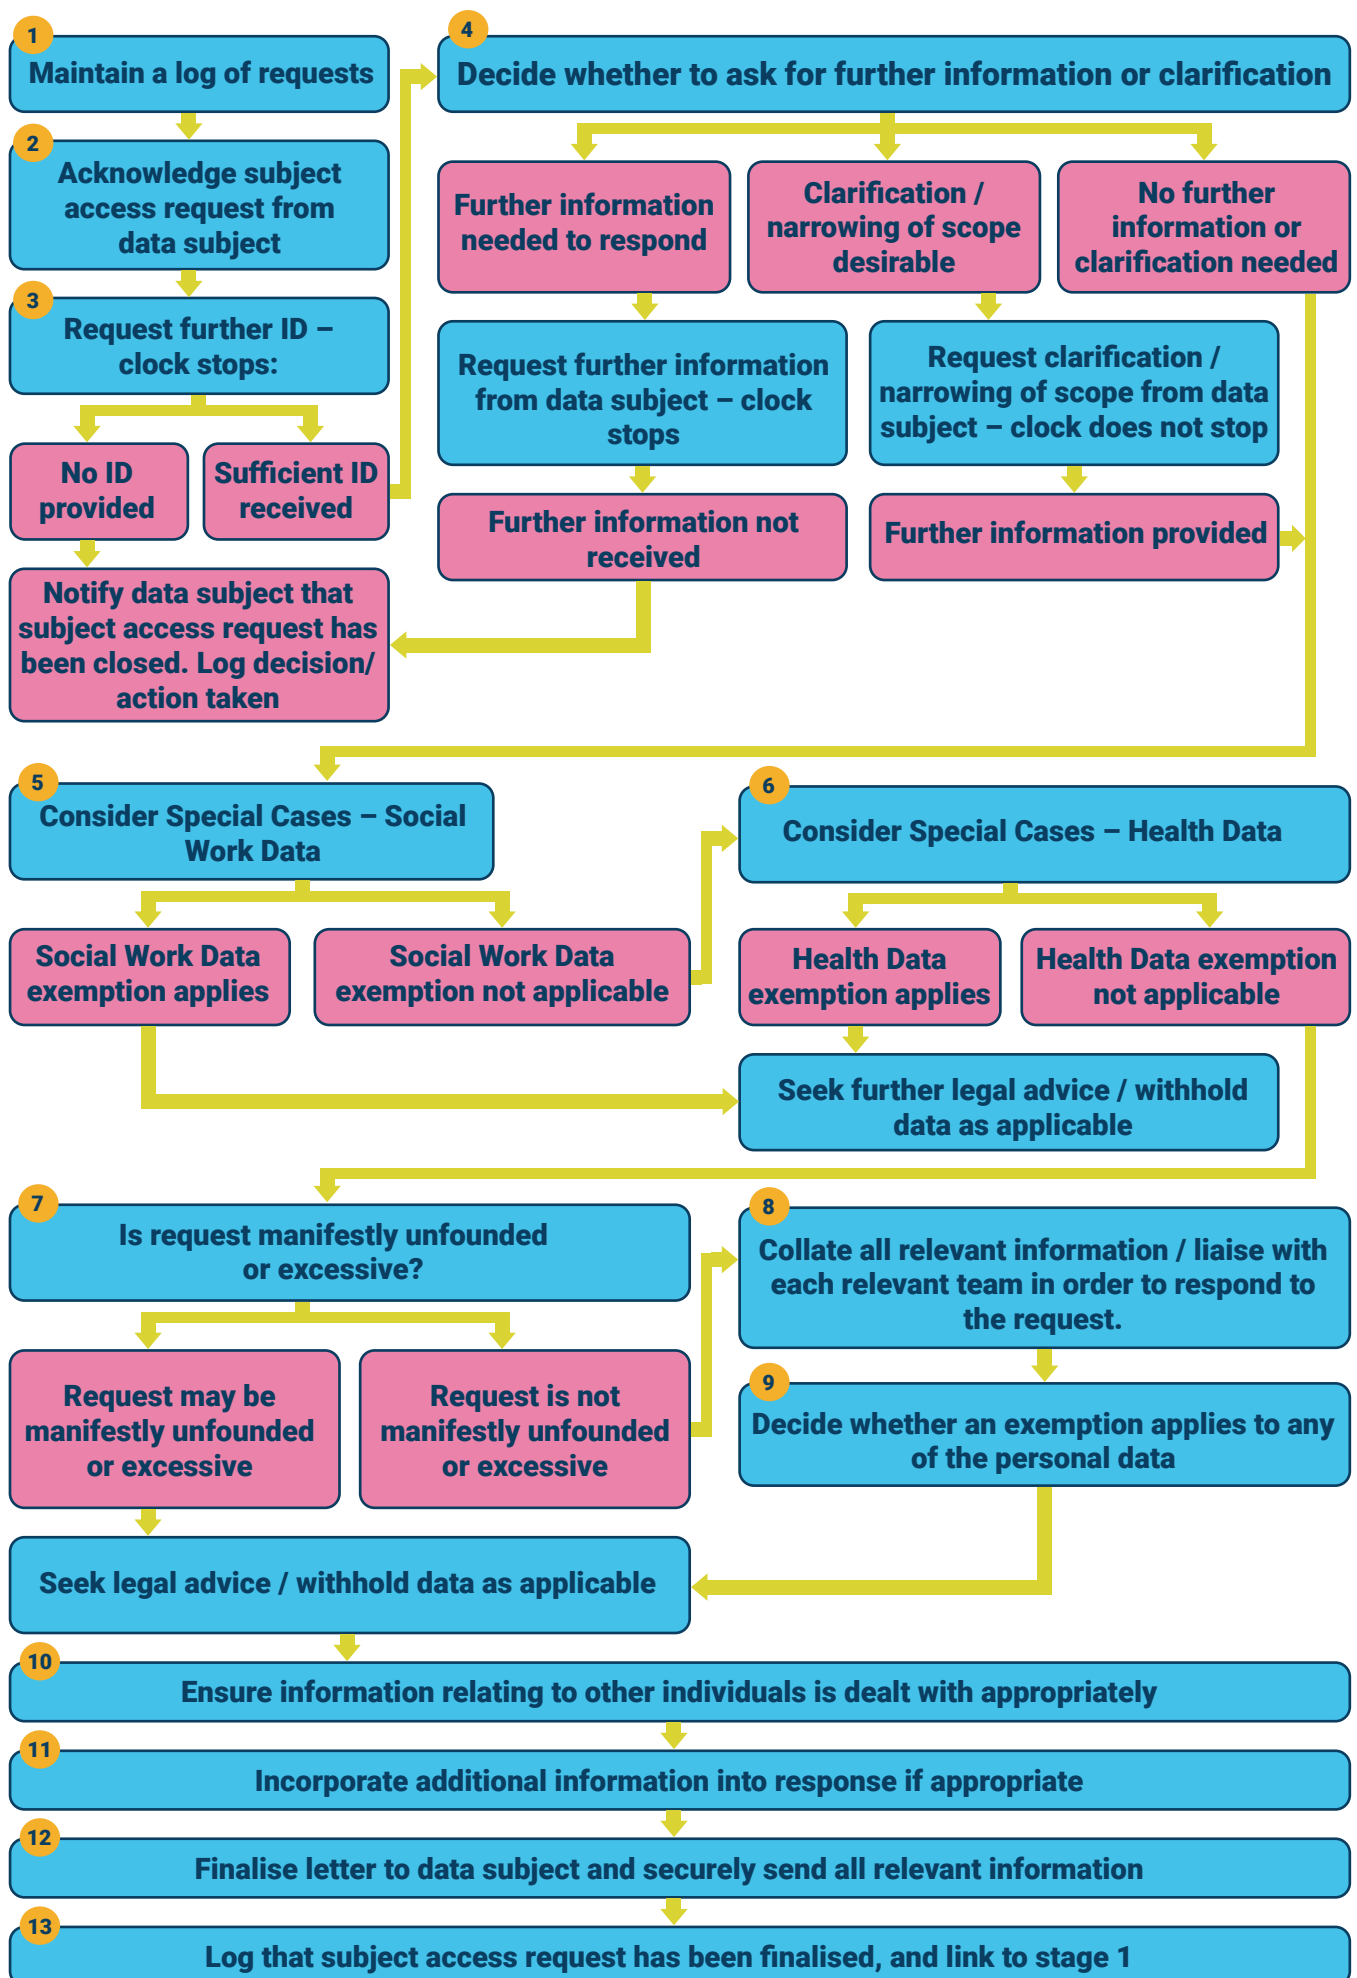 1
Maintain a log of requests
2
Acknowledge subject
access request from
data subject
3
Request further ID –
clock stops:
No ID
provided
Sufficient ID
received
Notify data subject that
subject access request has
been closed. Log decision/
action taken
4
Decide whether to ask for further information or clarification
Further information
needed to respond
Clarification /
narrowing of scope
desirable
No further
information or
clarification needed
Request further information
from data subject – clock
stops
Request clarification /
narrowing of scope from data
subject – clock does not stop
Further information not
received
Further information provided
5
Consider Special Cases – Social
Work Data
Social Work Data
exemption applies
Social Work Data
exemption not applicable
6
Consider Special Cases – Health Data
Health Data
exemption applies
Health Data exemption
not applicable
Seek further legal advice / withhold
data as applicable
7
Is request manifestly unfounded
or excessive?
Request may be
manifestly unfounded
or excessive
Request is not
manifestly unfounded
or excessive
8
Collate all relevant information / liaise with
each relevant team in order to respond to
the request.
9
Decide whether an exemption applies to any
of the personal data
Seek legal advice / withhold data as applicable
10
Ensure information relating to other individuals is dealt with appropriately
11
Incorporate additional information into response if appropriate
12
Finalise letter to data subject and securely send all relevant information
13
Log that subject access request has been finalised, and link to stage 1